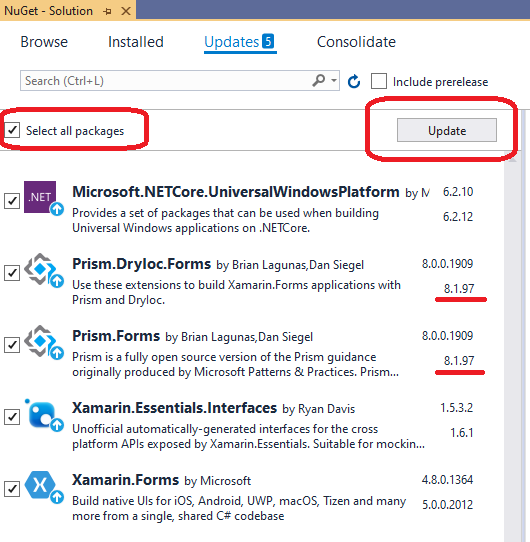 NuGet - Solution
Browse Installed Updates 5 Consolidate
Search (Ctrl+L) Include prerelease
Select all packages Update
.NET Microsoft.NETCore.UniversalWindowsPlatform by M 6.2.10
Provides a set of packages that can be used when building 6.2.12
Universal Windows applications on .NETCore.
Prism.DryIoc.Forms by Brian Lagunas,Dan Siegel 8.0.0.1909
Use these extensions to build Xamarin.Forms applications with 8.1.97
Prism and DryIoc.
Prism.Forms by Brian Lagunas,Dan Siegel 8.0.0.1909
Prism is a fully open source version of the Prism guidance 8.1.97
originally produced by Microsoft Patterns & Practices. Prism...
Xamarin.Essentials.Interfaces by Ryan Davis 1.5.3.2
Unofficial automatically-generated interfaces for the cross 1.6.1
platform APIs exposed by Xamarin.Essentials. Suitable for mockin...
Xamarin.Forms by Microsoft 4.8.0.1364
Build native UIs for iOS, Android, UWP, macOS, Tizen and many 5.0.0.2012
more from a single, shared C# codebase